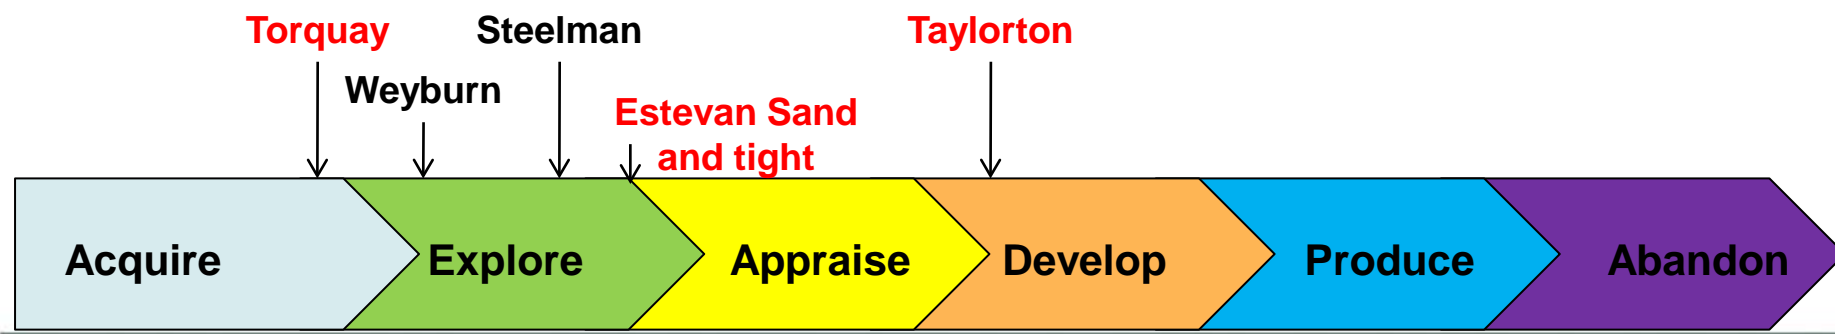 Torquay
Steelman
Taylorton
Weyburn
Estevan Sand
and tight
Acquire
Explore
Appraise
Develop
Produce
Abandon